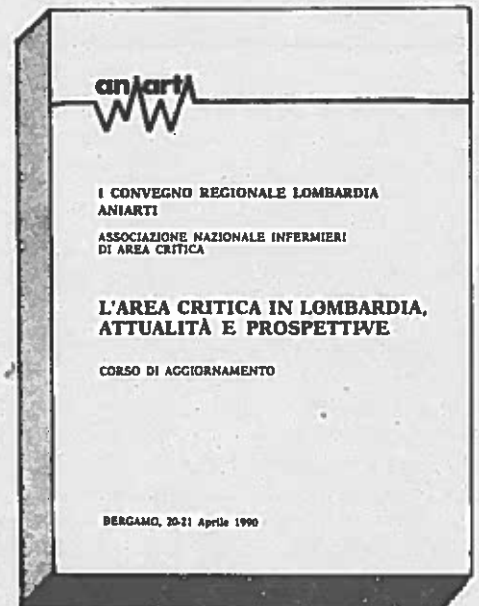 aniarti
I CONVEGNO REGIONALE LOMBARDIA
ANIARTI
ASSOCIAZIONE NAZIONALE INFERMIERI
DI AREA CRITICA
L'AREA CRITICA IN LOMBARDIA,
ATTUALITÀ E PROSPETTIVE
CORSO DI AGGIORNAMENTO
BERGAMO, 20-21 Aprile 1990